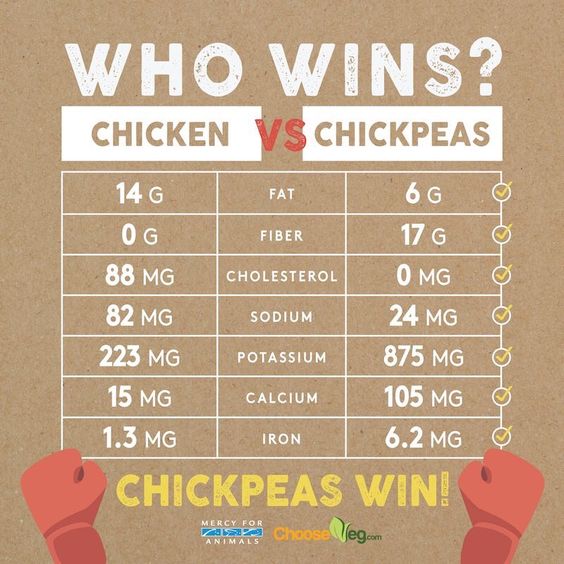 WHO WINS?
CHICKEN VS CHICKPEAS
14 G FAT 6 G
0 G FIBER 17 G
88 MG CHOLESTEROL 0 MG
82 MG SODIUM 24 MG
223 MG POTASSIUM 875 MG
15 MG CALCIUM 105 MG
1.3 MG IRON 6.2 MG
CHICKPEAS WIN!
MERCY FOR
ANIMALS
ChooseVeg.com